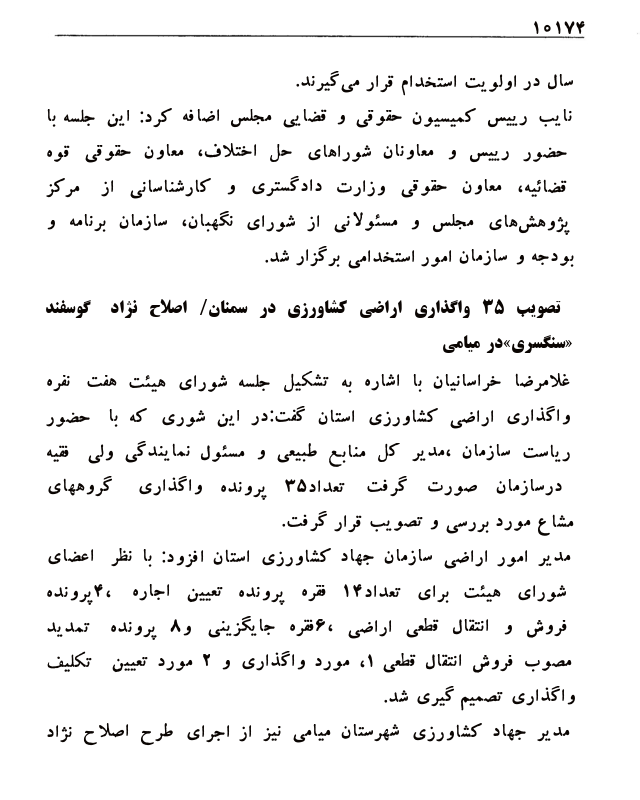 ۱۰۱۷۴
سال در اولویت استخدام قرار می‌گیرند.
نایب رییس کمیسیون حقوقی و قضایی مجلس اضافه کرد: این جلسه با
حضور رییس و معاونان شوراهای حل اختلاف، معاون حقوقی قوه
قضائیه، معاون حقوقی وزارت دادگستری و کارشناسانی از مرکز
پژوهش‌های مجلس و مسئولانی از شورای نگهبان، سازمان برنامه و
بودجه و سازمان امور استخدامی برگزار شد.
تصویب ۳۵ واگذاری اراضی کشاورزی در سمنان/ اصلاح نژاد گوسفند
«سنگسری»در میامی
غلامرضا خراسانیان با اشاره به تشکیل جلسه شورای هیئت هفت نفره
واگذاری اراضی کشاورزی استان گفت:در این شوری که با حضور
ریاست سازمان ،مدیر کل منابع طبیعی و مسئول نمایندگی ولی فقیه
درسازمان صورت گرفت تعداد۳۵ پرونده واگذاری گروههای
مشاع مورد بررسی و تصویب قرار گرفت.
مدیر امور اراضی سازمان جهاد کشاورزی استان افزود: با نظر اعضای
شورای هیئت برای تعداد۱۴ فقره پرونده تعیین اجاره ،۴پرونده
فروش و انتقال قطعی اراضی ،۶فقره جایگزینی و۸ پرونده تمدید
مصوب فروش انتقال قطعی ۱، مورد واگذاری و ۲ مورد تعیین تکلیف
واگذاری تصمیم گیری شد.
مدیر جهاد کشاورزی شهرستان میامی نیز از اجرای طرح اصلاح نژاد